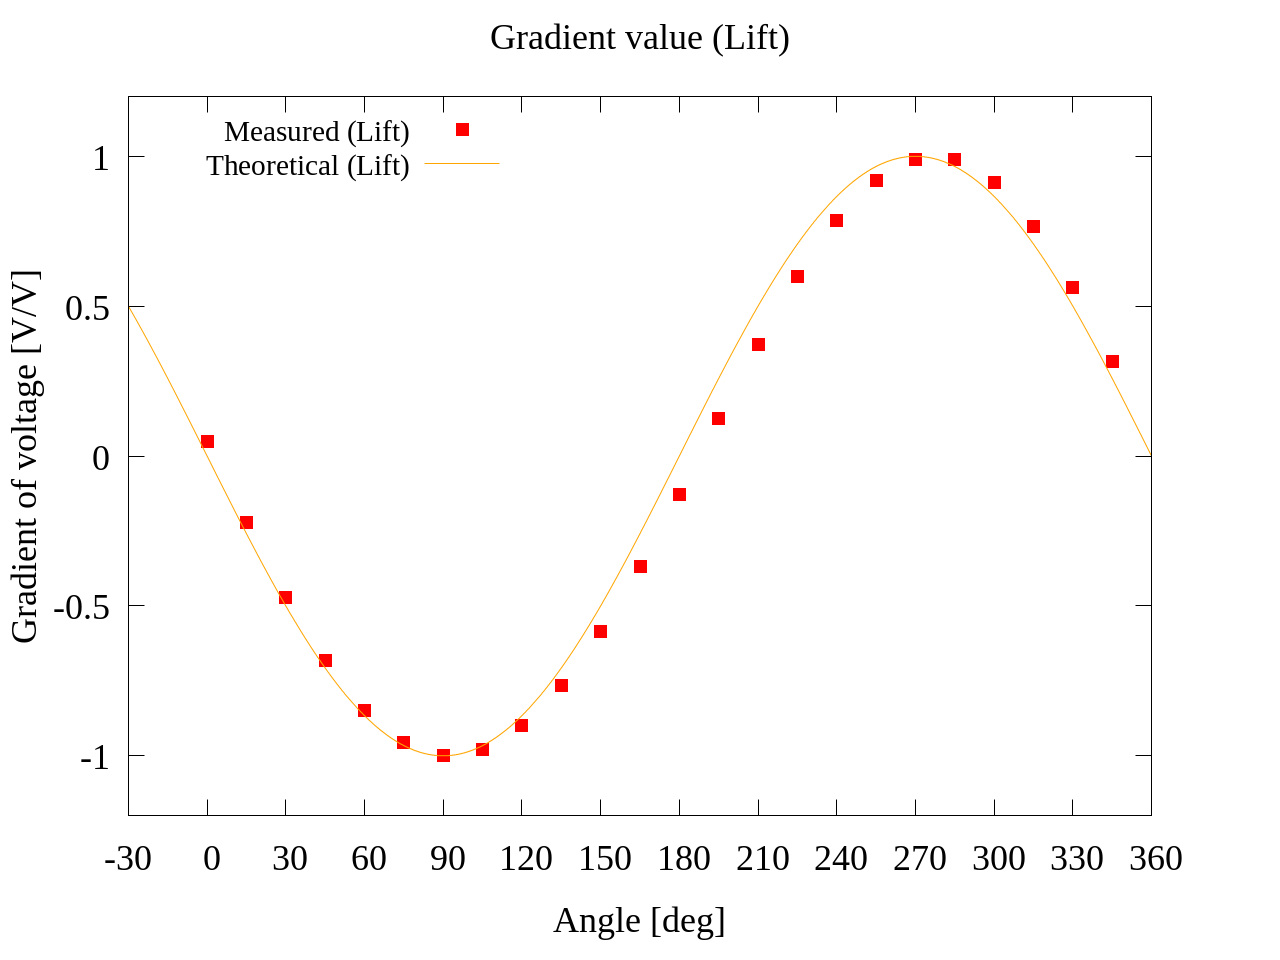 Gradient value (Lift)
Measured (Lift)
Theoretical (Lift)
1
0.5
0
-0.5
-1
Gradient of voltage [V/V]
-30 0 30 60 90 120 150 180 210 240 270 300 330 360
Angle [deg]